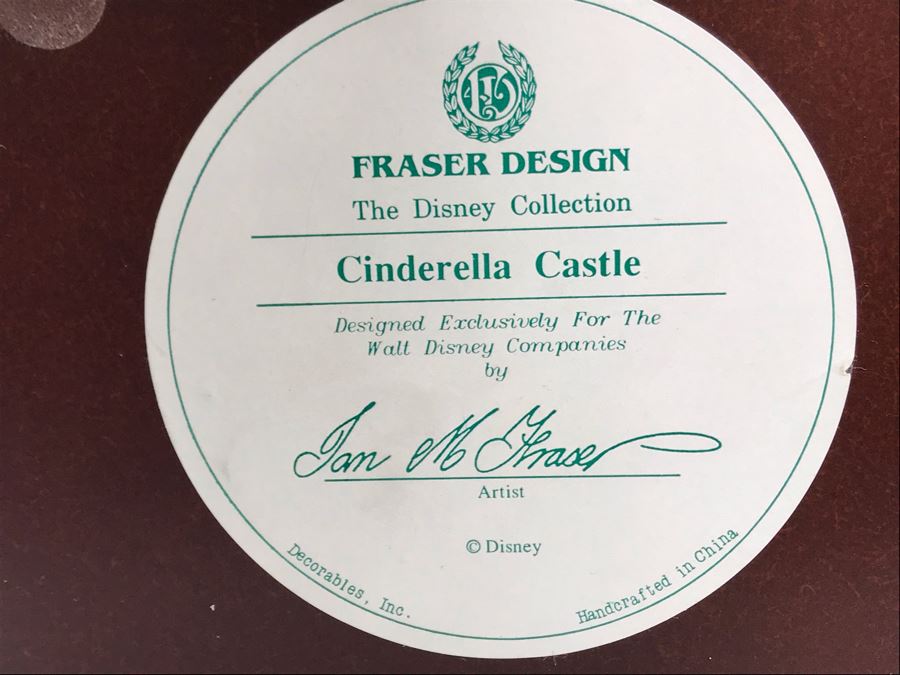 FRASER DESIGN
The Disney Collection
Cinderella Castle
Designed Exclusively For The
Walt Disney Companies
by
Ian M Fraser
Artist
© Disney
Decorables, Inc.
Handcrafted in China